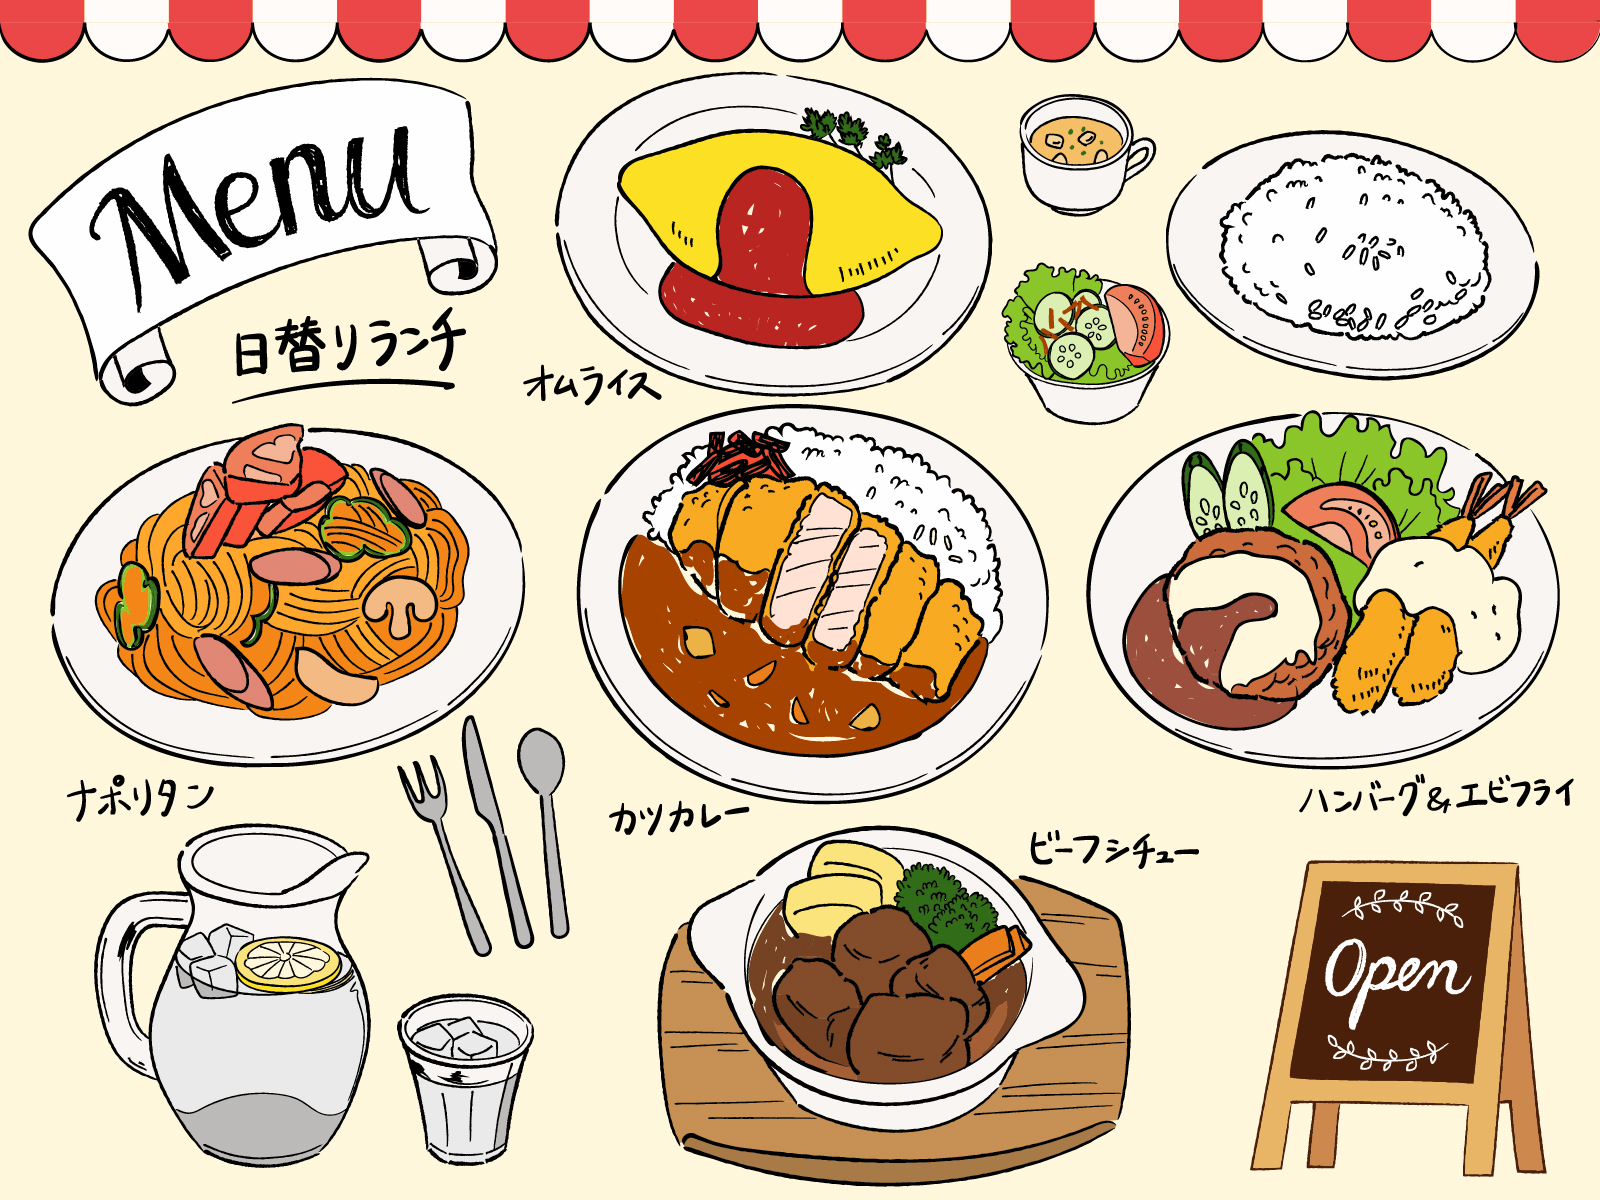 Menu
日替りランチ
オムライス
ナポリタン
カツカレー
ハンバーグ&エビフライ
ビーフシチュー
Open